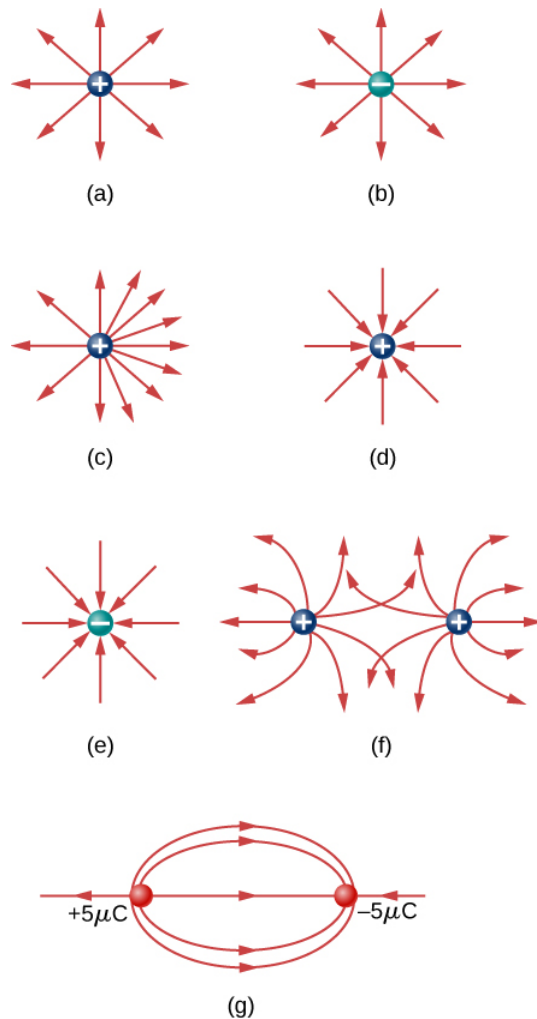 + −
(a) (b)
+ +
(c) (d)
− + +
(e) (f)
+5μC –5μC
(g)